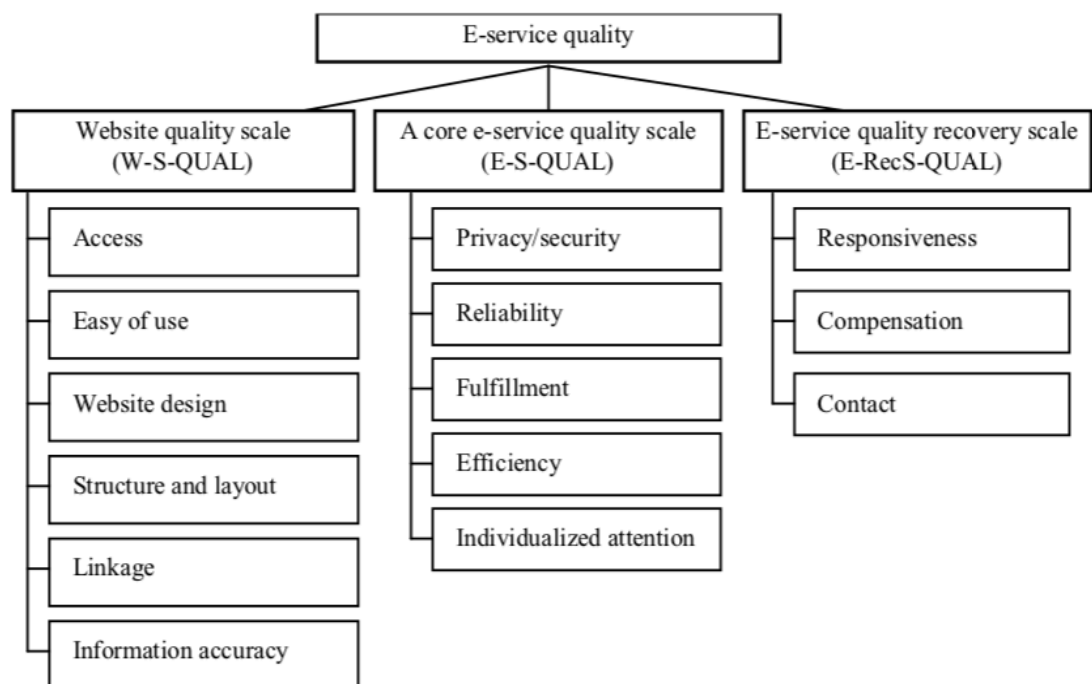 E-service quality
Website quality scale
(W-S-QUAL)
A core e-service quality scale
(E-S-QUAL)
E-service quality recovery scale
(E-RecS-QUAL)
Access
Easy of use
Website design
Structure and layout
Linkage
Information accuracy
Privacy/security
Reliability
Fulfillment
Efficiency
Individualized attention
Responsiveness
Compensation
Contact